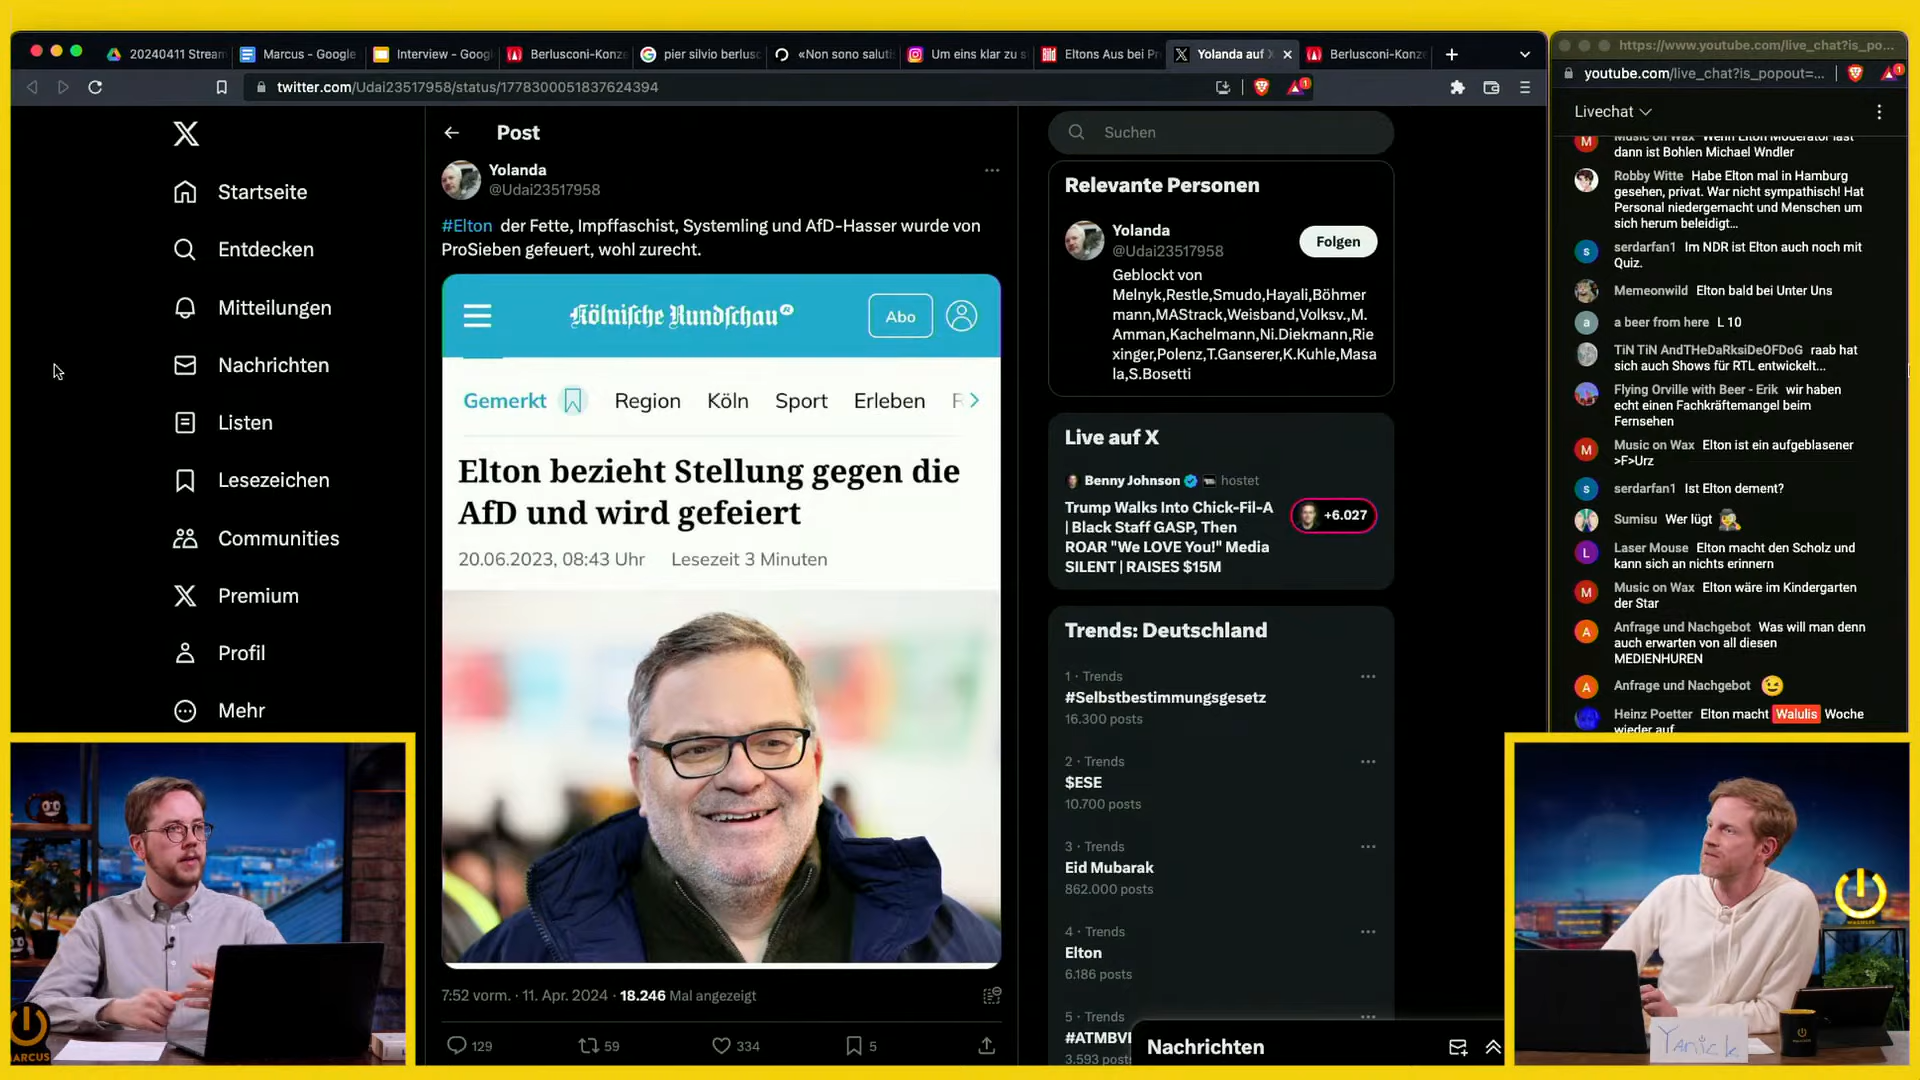 20240411 Stream
Marcus - Google
Interview - Googl
Berlusconi-Konze
pier silvio berlusc
«Non sono saluti
Um eins klar zu s
Eltons Aus bei Pr
Yolanda auf X
Berlusconi-Konze
https://www.youtube.com/live_chat?is_po...
twitter.com/Udai23517958/status/1778300051837624394
youtube.com/live_chat?is_popout=...
Startseite
Entdecken
Mitteilungen
Nachrichten
Listen
Lesezeichen
Communities
Premium
Profil
Mehr
Post
Yolanda
@Udai23517958
#Elton der Fette, Impffaschist, Systemling und AfD-Hasser wurde von
ProSieben gefeuert, wohl zurecht.
Kölnische Rundschau
Abo
Gemerkt Region Köln Sport Erleben
Elton bezieht Stellung gegen die
AfD und wird gefeiert
20.06.2023, 08:43 Uhr Lesezeit 3 Minuten
7:52 vorm. · 11. Apr. 2024 · 18.246 Mal angezeigt
129 59 334 5
Suchen
Relevante Personen
Yolanda
@Udai23517958
Folgen
Geblockt von
Melnyk,Restle,Smudo,Hayali,Böhmer
mann,MAStrack,Weisband,Volksv.,M.
Amman,Kachelmann,Ni.Diekmann,Rie
xinger,Polenz,T.Ganserer,K.Kuhle,Masa
la,S.Bosetti
Live auf X
Benny Johnson hostet
Trump Walks Into Chick-Fil-A
| Black Staff GASP, Then
ROAR "We LOVE You!" Media
SILENT | RAISES $15M
+6.027
Trends: Deutschland
1 · Trends
#Selbstbestimmungsgesetz
16.300 posts
2 · Trends
$ESE
10.700 posts
3 · Trends
Eid Mubarak
862.000 posts
4 · Trends
Elton
6.186 posts
5 · Trends
#ATMBVB
3.593 posts
Nachrichten
Livechat
Music on Wax Wenn Elton Moderator fast
dann ist Bohlen Michael Wndler
Robby Witte Habe Elton mal in Hamburg
gesehen, privat. War nicht sympathisch! Hat
Personal niedergemacht und Menschen um
sich herum beleidigt...
serdarfan1 Im NDR ist Elton auch noch mit
Quiz.
Memeonwild Elton bald bei Unter Uns
a beer from here L 10
TiN TiN AndTHeDaRksiDeOFDoG raab hat
sich auch Shows für RTL entwickelt...
Flying Orville with Beer - Erik wir haben
echt einen Fachkräftemangel beim
Fernsehen
Music on Wax Elton ist ein aufgeblasener
>F>Urz
serdarfan1 Ist Elton dement?
Sumisu Wer lügt
Laser Mouse Elton macht den Scholz und
kann sich an nichts erinnern
Music on Wax Elton wäre im Kindergarten
der Star
Anfrage und Nachgebot Was will man denn
auch erwarten von all diesen
MEDIENHUREN
Anfrage und Nachgebot
Heinz Poetter Elton macht Walulis Woche
wieder auf
MARCUS
Yanick